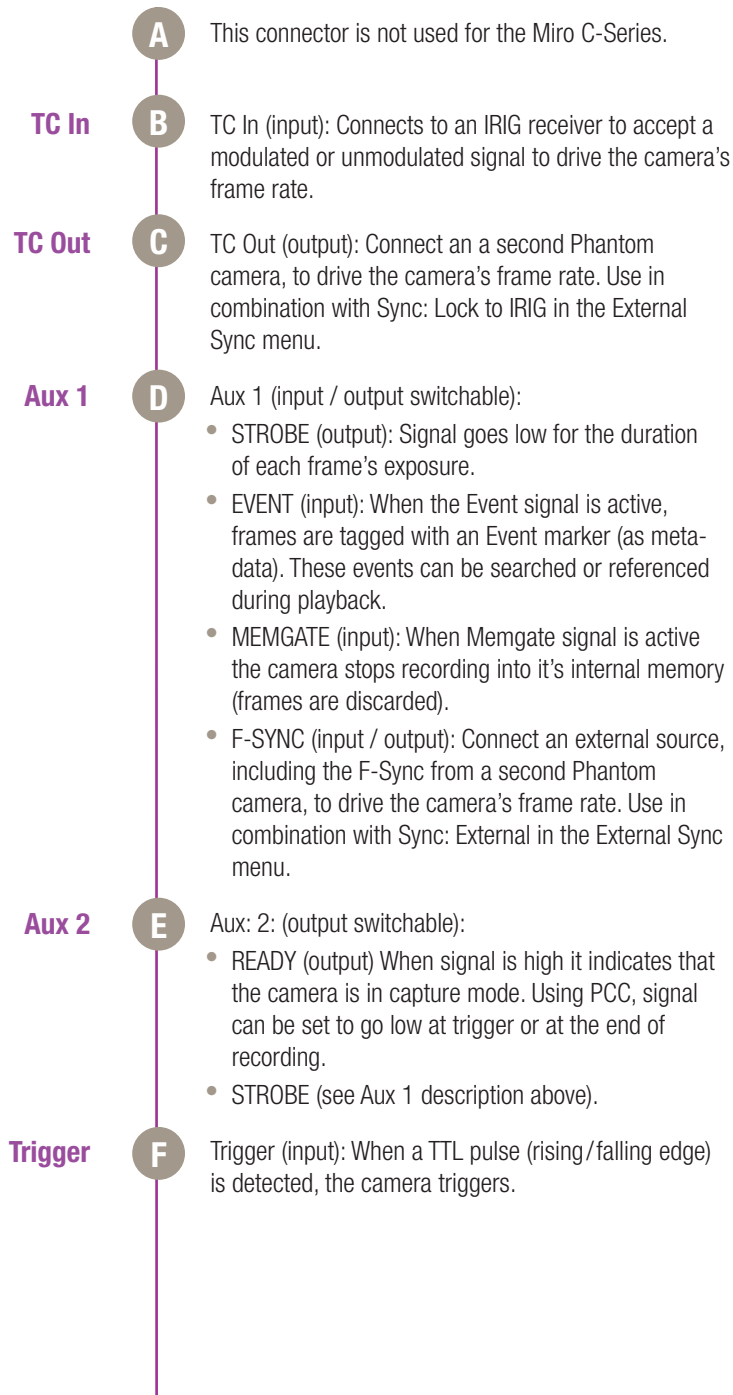 A
This connector is not used for the Miro C-Series.
TC In
B
TC In (input): Connects to an IRIG receiver to accept a
modulated or unmodulated signal to drive the camera's
frame rate.
TC Out
C
TC Out (output): Connect an a second Phantom
camera, to drive the camera's frame rate. Use in
combination with Sync: Lock to IRIG in the External
Sync menu.
Aux 1
D
Aux 1 (input / output switchable):
• STROBE (output): Signal goes low for the duration
of each frame's exposure.
• EVENT (input): When the Event signal is active,
frames are tagged with an Event marker (as meta-
data). These events can be searched or referenced
during playback.
• MEMGATE (input): When Memgate signal is active
the camera stops recording into it's internal memory
(frames are discarded).
• F-SYNC (input / output): Connect an external source,
including the F-Sync from a second Phantom
camera, to drive the camera's frame rate. Use in
combination with Sync: External in the External Sync
menu.
Aux 2
E
Aux: 2: (output switchable):
• READY (output) When signal is high it indicates that
the camera is in capture mode. Using PCC, signal
can be set to go low at trigger or at the end of
recording.
• STROBE (see Aux 1 description above).
Trigger
F
Trigger (input): When a TTL pulse (rising/falling edge)
is detected, the camera triggers.